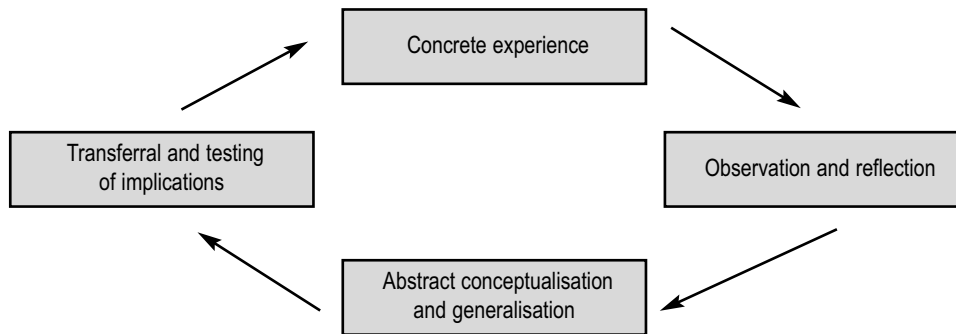 Concrete experience
Transferral and testing
of implications
Observation and reflection
Abstract conceptualisation
and generalisation